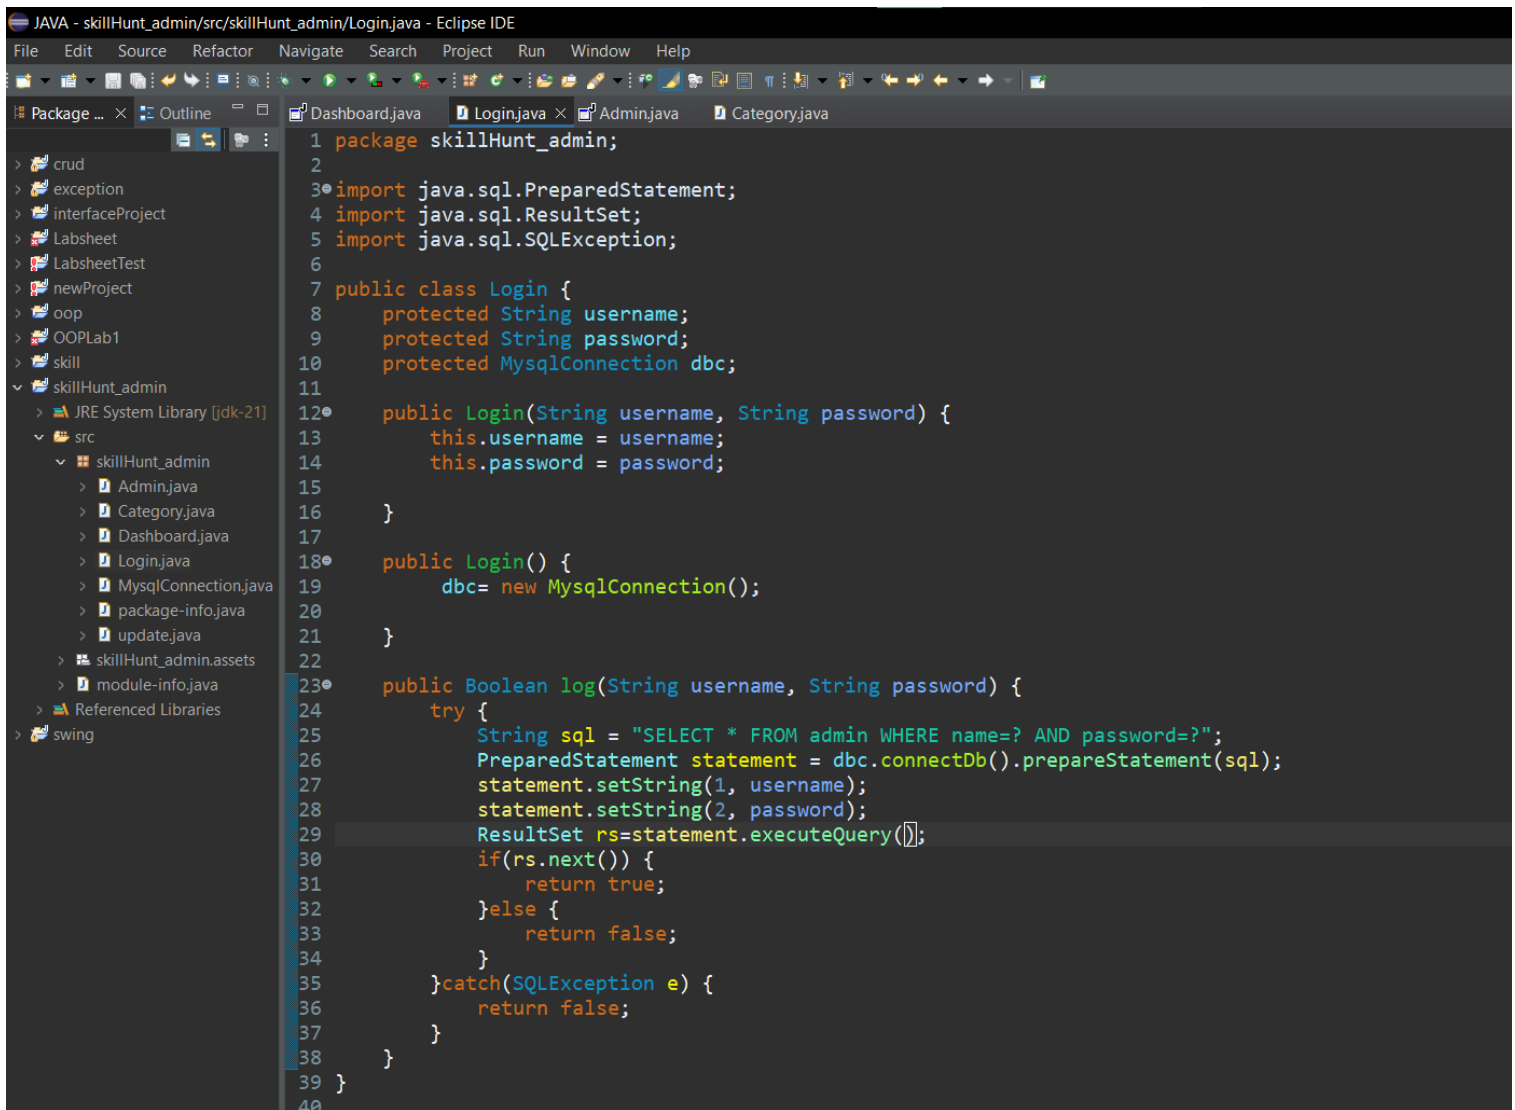 JAVA - skillHunt_admin/src/skillHunt_admin/Login.java - Eclipse IDE
File Edit Source Refactor Navigate Search Project Run Window Help
Package ... Outline
Dashboard.java Login.java Admin.java Category.java
crud
exception
interfaceProject
Labsheet
LabsheetTest
newProject
oop
OOPLab1
skill
skillHunt_admin
JRE System Library [jdk-21]
src
skillHunt_admin
Admin.java
Category.java
Dashboard.java
Login.java
MysqlConnection.java
package-info.java
update.java
skillHunt_admin.assets
module-info.java
Referenced Libraries
swing
1 package skillHunt_admin;
2
3 import java.sql.PreparedStatement;
4 import java.sql.ResultSet;
5 import java.sql.SQLException;
6
7 public class Login {
8     protected String username;
9     protected String password;
10     protected MysqlConnection dbc;
11
12     public Login(String username, String password) {
13         this.username = username;
14         this.password = password;
15
16     }
17
18     public Login() {
19          dbc= new MysqlConnection();
20
21     }
22
23     public Boolean log(String username, String password) {
24         try {
25             String sql = "SELECT * FROM admin WHERE name=? AND password=?";
26             PreparedStatement statement = dbc.connectDb().prepareStatement(sql);
27             statement.setString(1, username);
28             statement.setString(2, password);
29             ResultSet rs=statement.executeQuery();
30             if(rs.next()) {
31                 return true;
32             }else {
33                 return false;
34             }
35         }catch(SQLException e) {
36             return false;
37         }
38     }
39 }
40